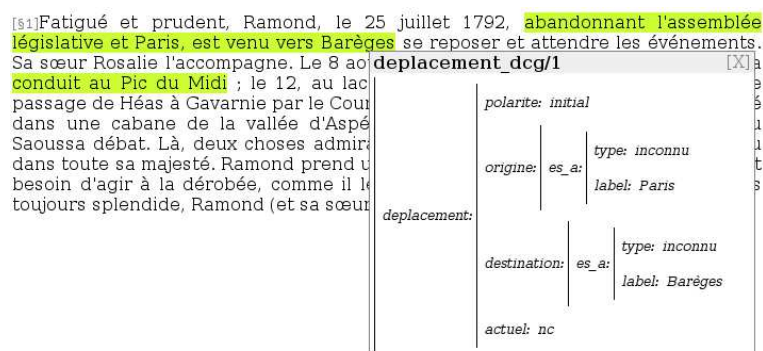 [§1]Fatigué et prudent, Ramond, le 25 juillet 1792, abandonnant l'assemblée
législative et Paris, est venu vers Barèges se reposer et attendre les événements.
Sa sœur Rosalie l'accompagne. Le 8 ao
a
conduit au Pic du Midi ; le 12, au lac
e
passage de Héas à Gavarnie par le Cour
é
dans une cabane de la vallée d'Aspé
u
Saoussa débat. Là, deux choses admira
u
dans toute sa majesté. Ramond prend u
t
besoin d'agir à la dérobée, comme il le
s
toujours splendide, Ramond (et sa sœur
deplacement_dcg/1 [X]
polarite: initial
origine: es_a: type: inconnu
label: Paris
deplacement:
destination: es_a: type: inconnu
label: Barèges
actuel: nc